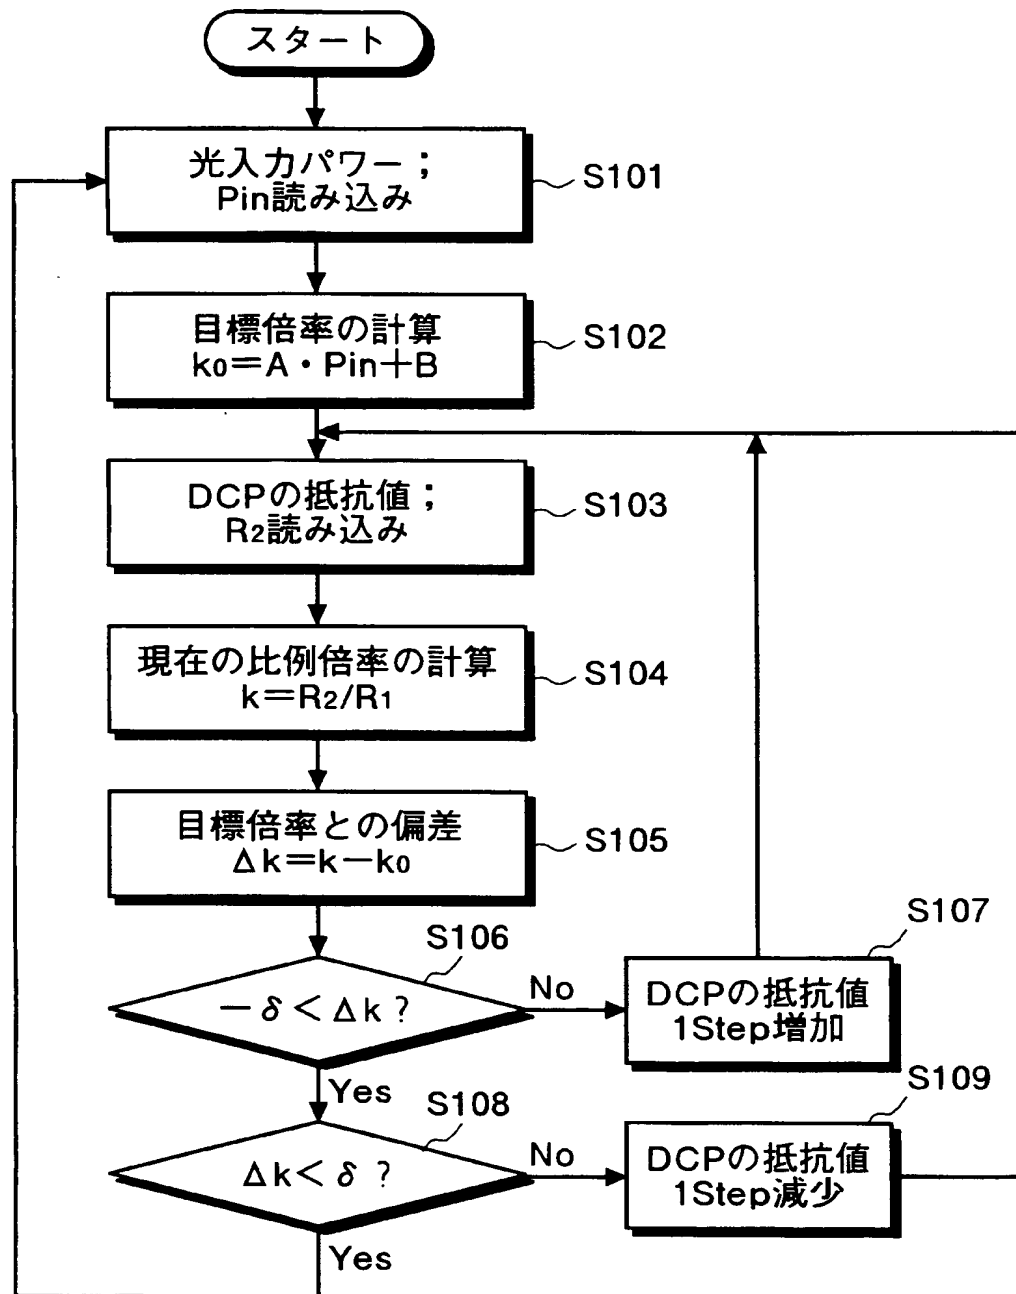 スタート
光入力パワー；
Pin読み込み
S101
目標倍率の計算
k0＝A・Pin＋B
S102
DCPの抵抗値；
R2読み込み
S103
現在の比例倍率の計算
k＝R2/R1
S104
目標倍率との偏差
Δk＝k−k0
S105
S106
−δ＜Δk？
No
Yes
S107
DCPの抵抗値
1Step増加
S108
Δk＜δ？
No
Yes
S109
DCPの抵抗値
1Step減少